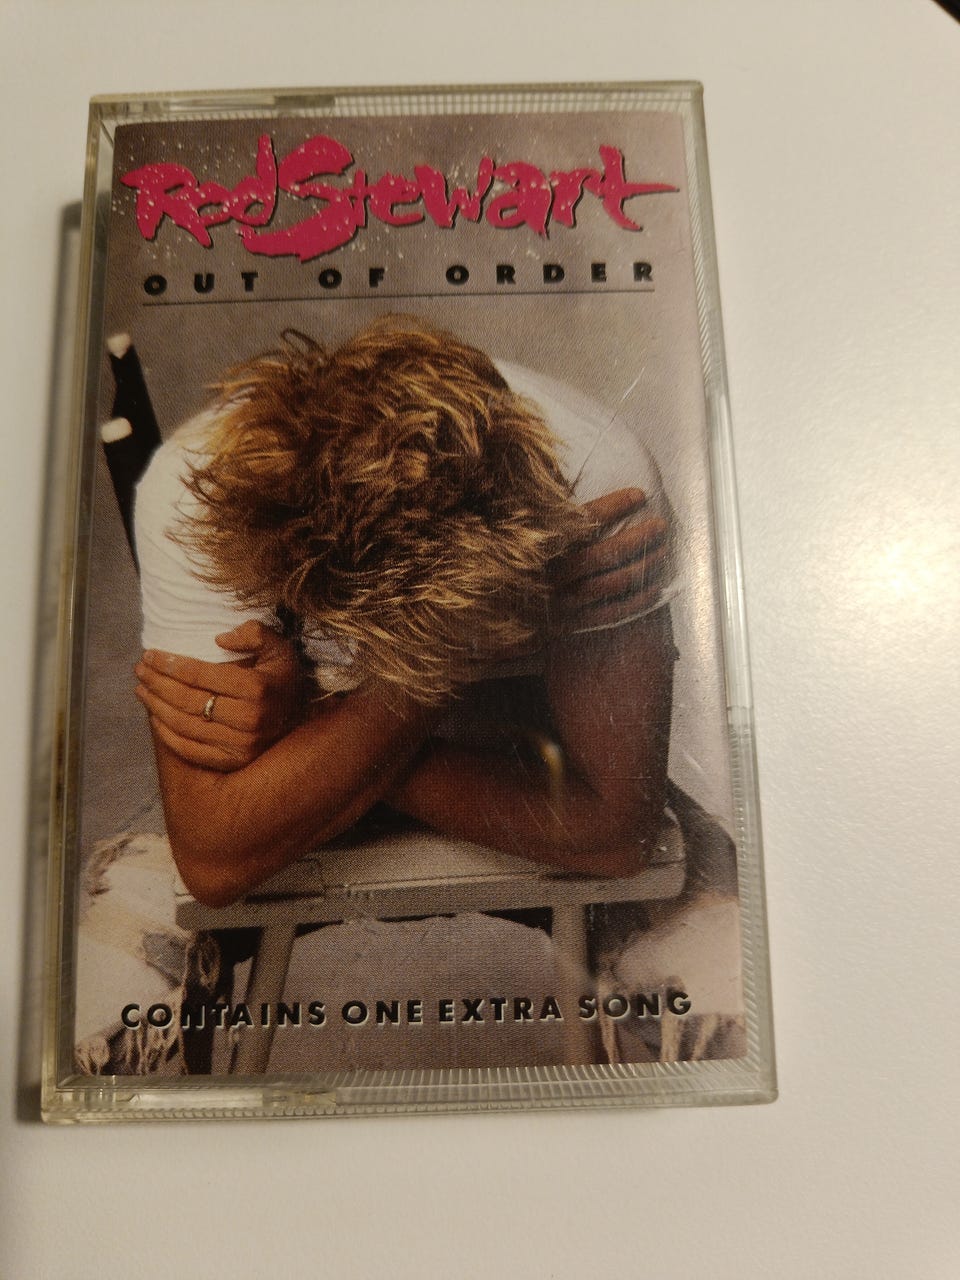 Rod Stewart
OUT OF ORDER
CONTAINS ONE EXTRA SONG